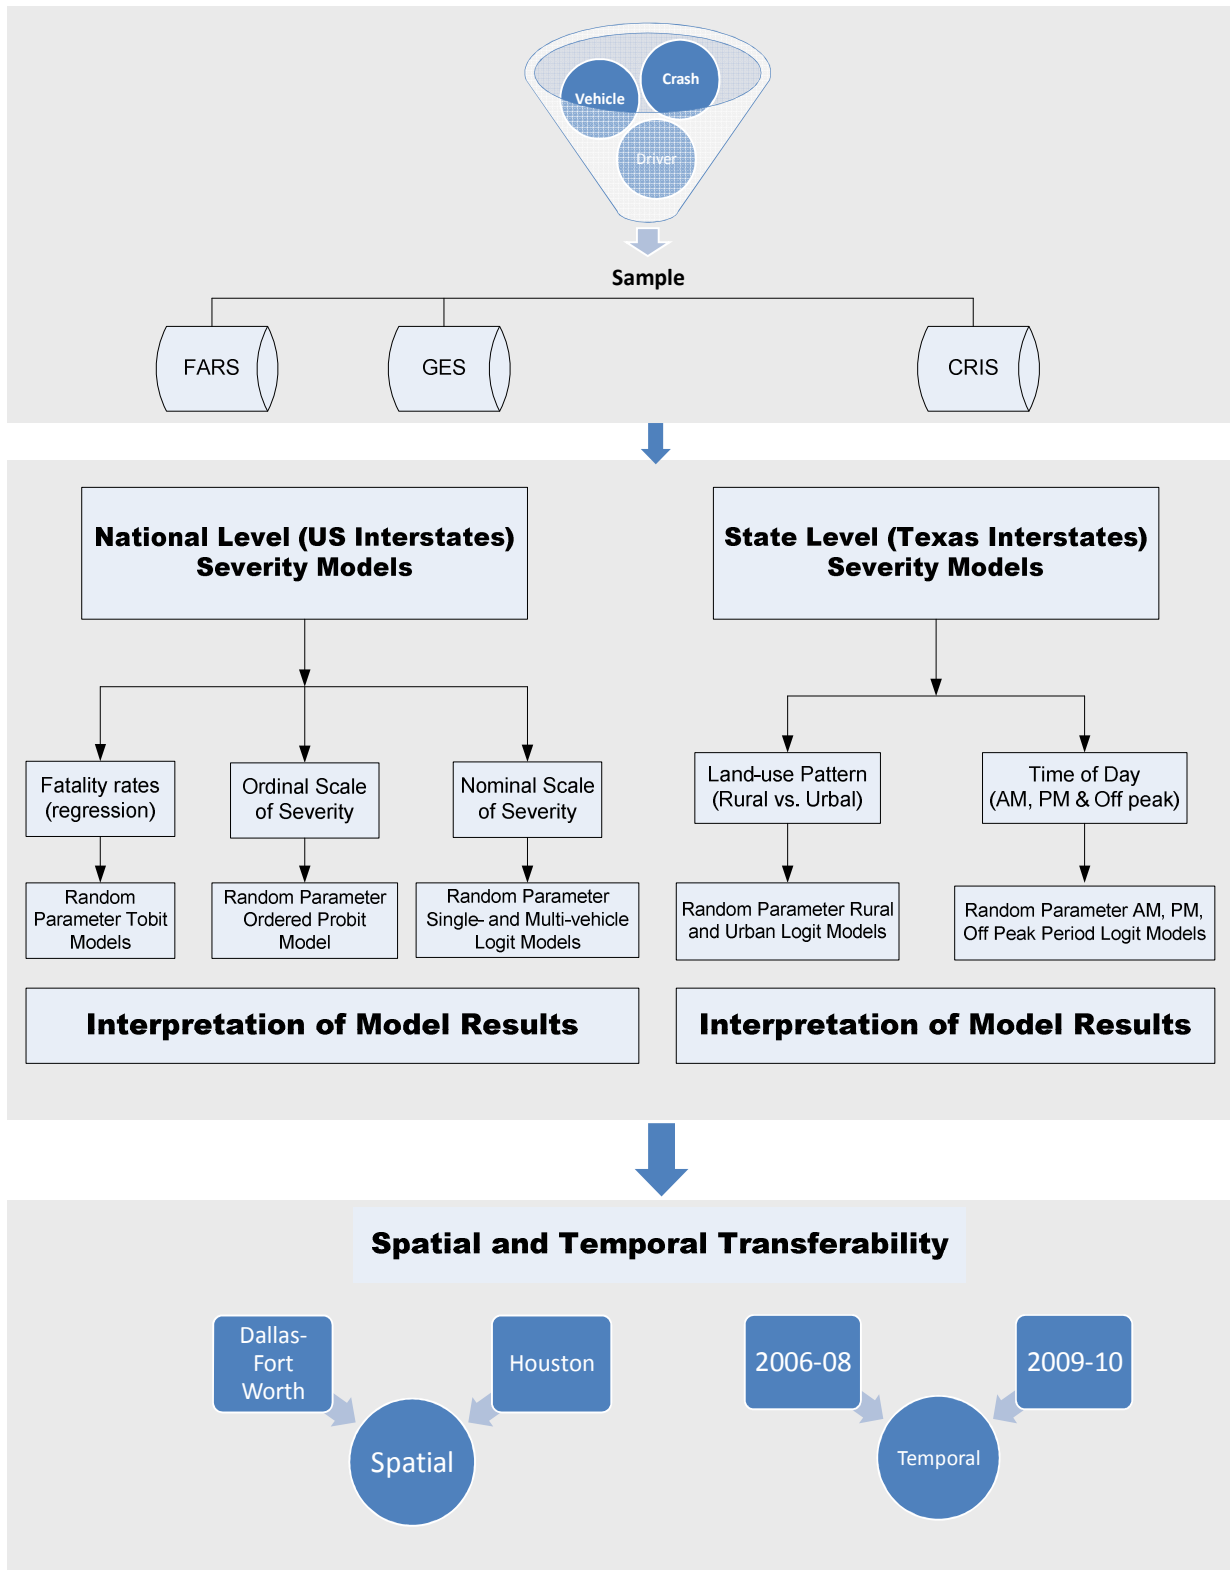 Crash
Vehicle
Driver
Sample
FARS
GES
CRIS
National Level (US Interstates)
Severity Models
State Level (Texas Interstates)
Severity Models
Fatality rates
(regression)
Ordinal Scale
of Severity
Nominal Scale
of Severity
Land-use Pattern
(Rural vs. Urbal)
Time of Day
(AM, PM & Off peak)
Random
Parameter Tobit
Models
Random Parameter
Ordered Probit
Model
Random Parameter
Single- and Multi-vehicle
Logit Models
Random Parameter Rural
and Urban Logit Models
Random Parameter AM, PM,
Off Peak Period Logit Models
Interpretation of Model Results
Interpretation of Model Results
Spatial and Temporal Transferability
Dallas-
Fort
Worth
Houston
2006-08
2009-10
Spatial
Temporal